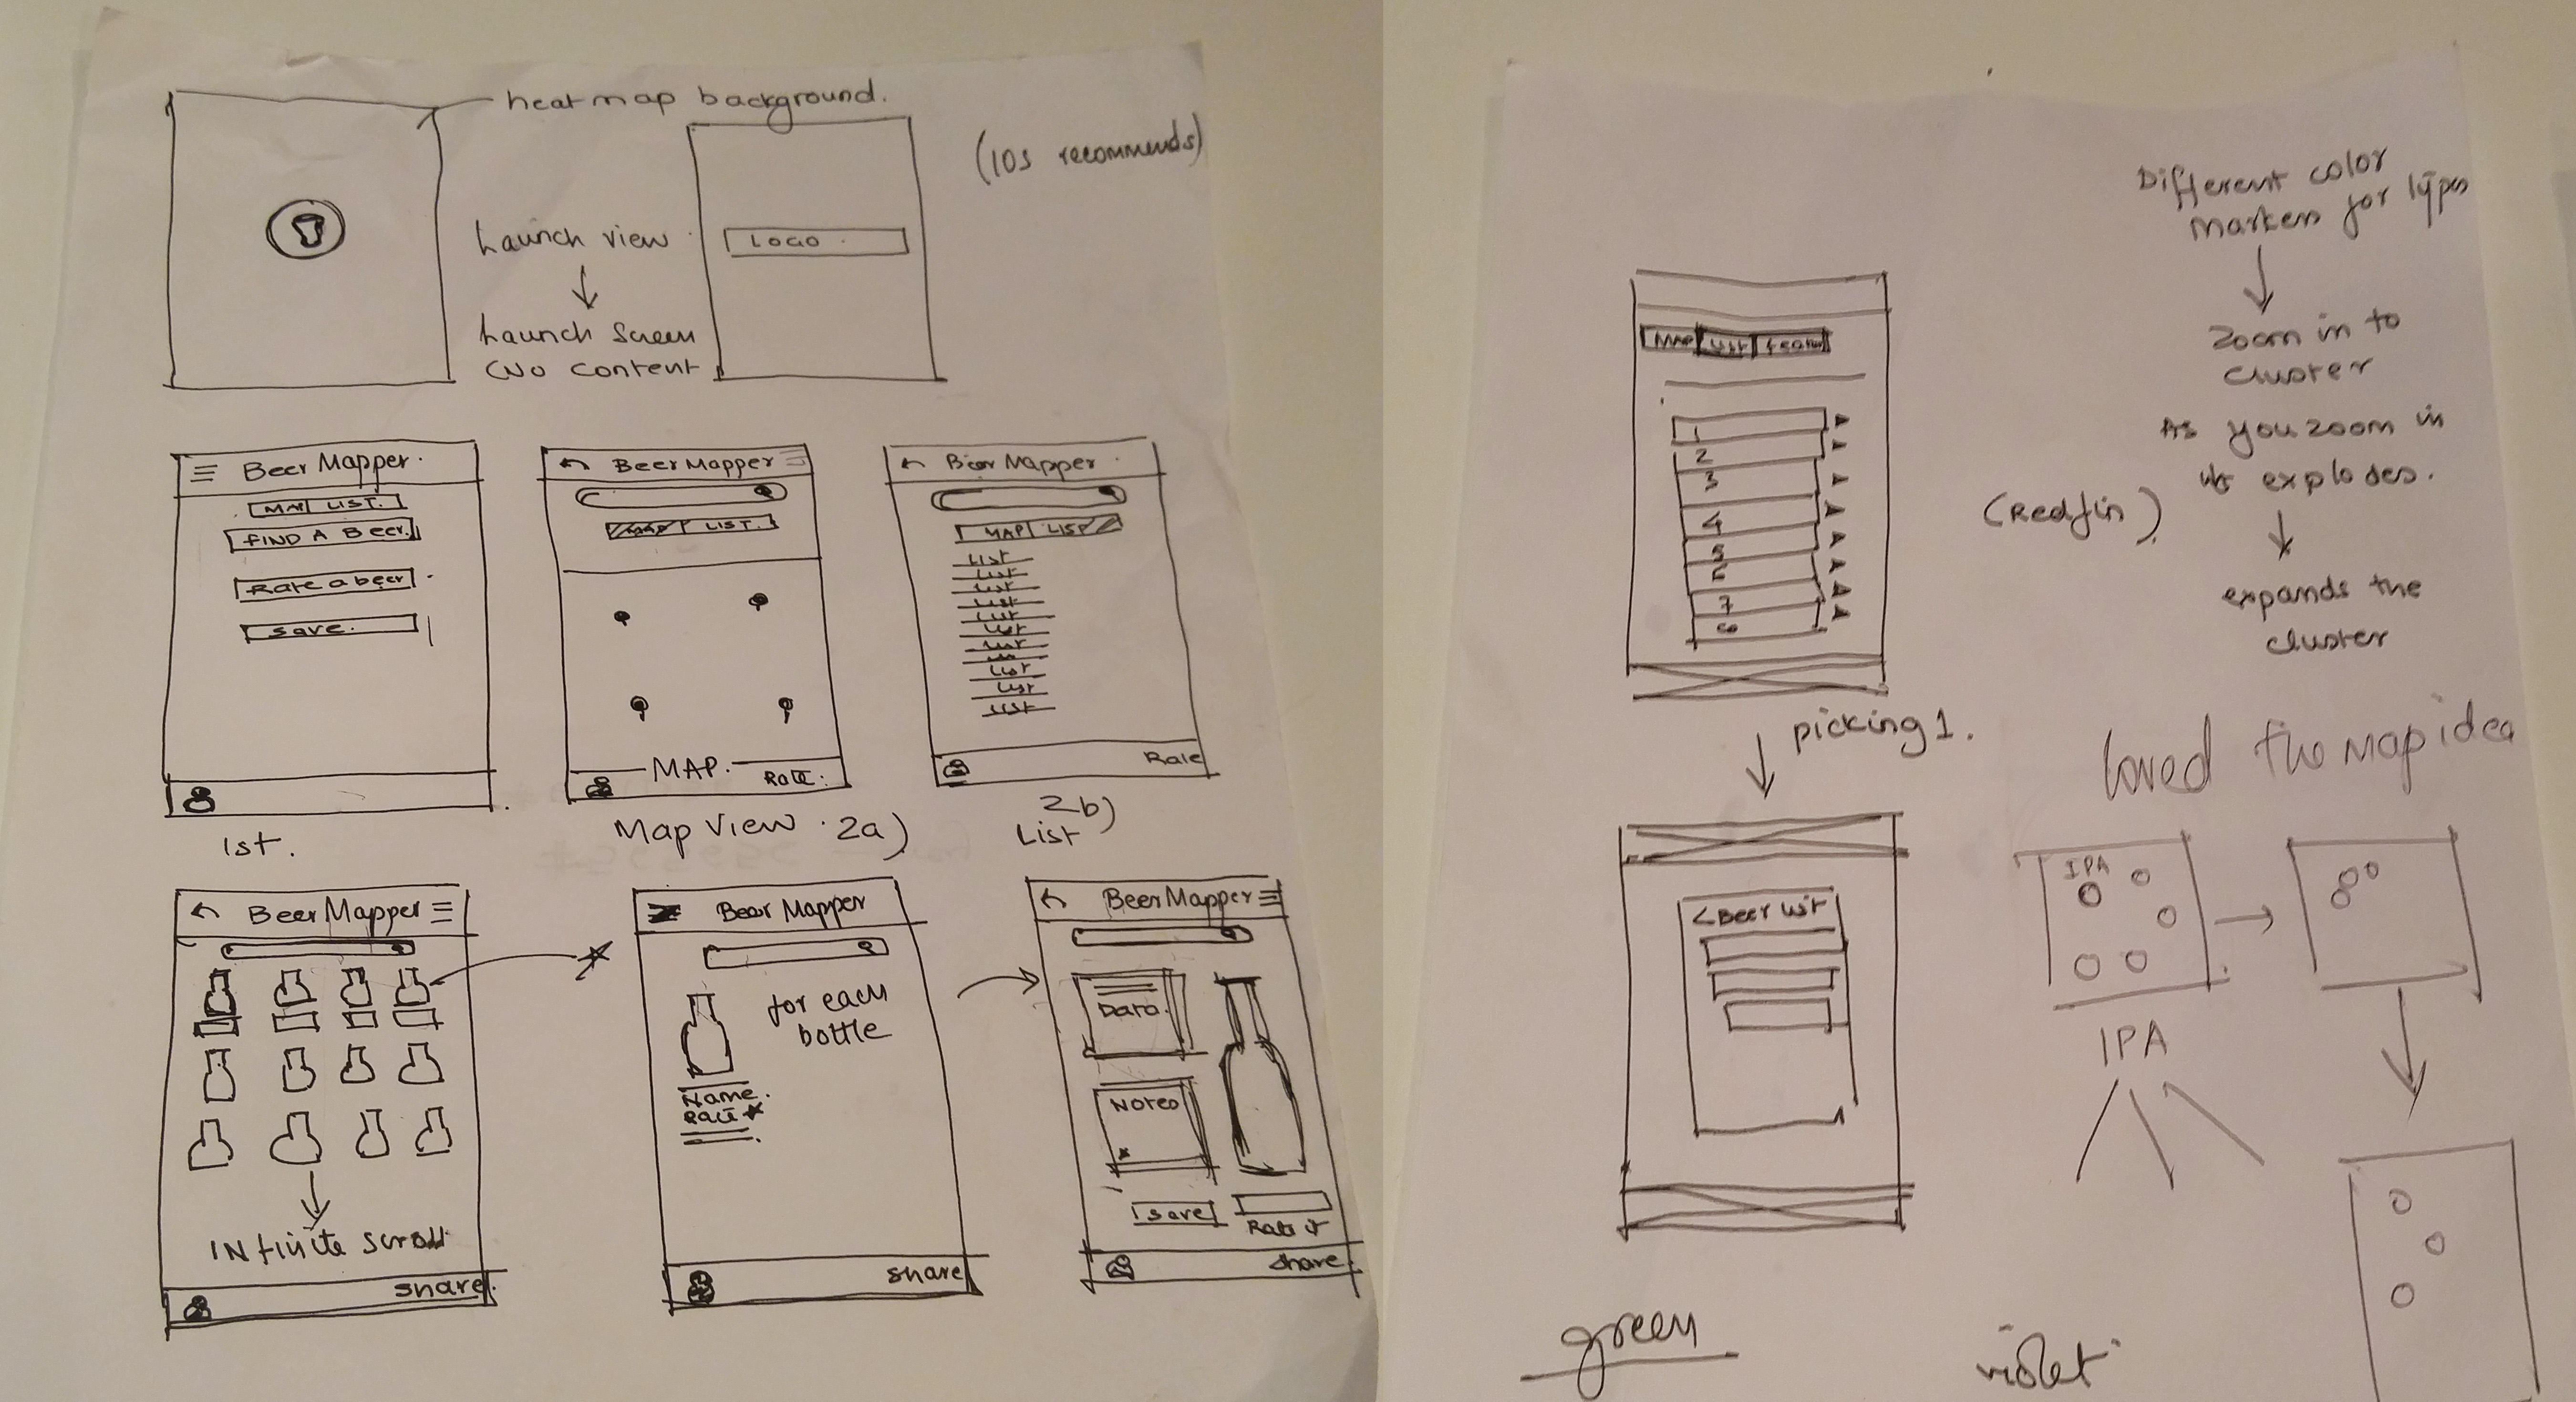 heat map background.
(IOS recommends)
Launch view
LOGO
Launch Screen
(No content
Beer Mapper
MAP LIST.
FIND A Beer
Rate a beer
save.
1st.
Beer Mapper
MAP LIST.
MAP.
Rate.
Map View 2a)
Beer Mapper
MAP LIST
List
List
List
List
List
List
List
List
List
List
Rate
2b)
List
Beer Mapper
INfinite scroll
share
Beer Mapper
for each
bottle
Name.
Rate
share
Beer Mapper
Data.
Notes
save
Rate it
share
Different color
Markers for types
zoom in to
cluster
As you zoom in
explodes.
(Redfin)
expands the
cluster
MAP List
1
2
3
4
5
6
7
picking 1.
<Beer list
loved the map idea
IPA
IPA
green
violet